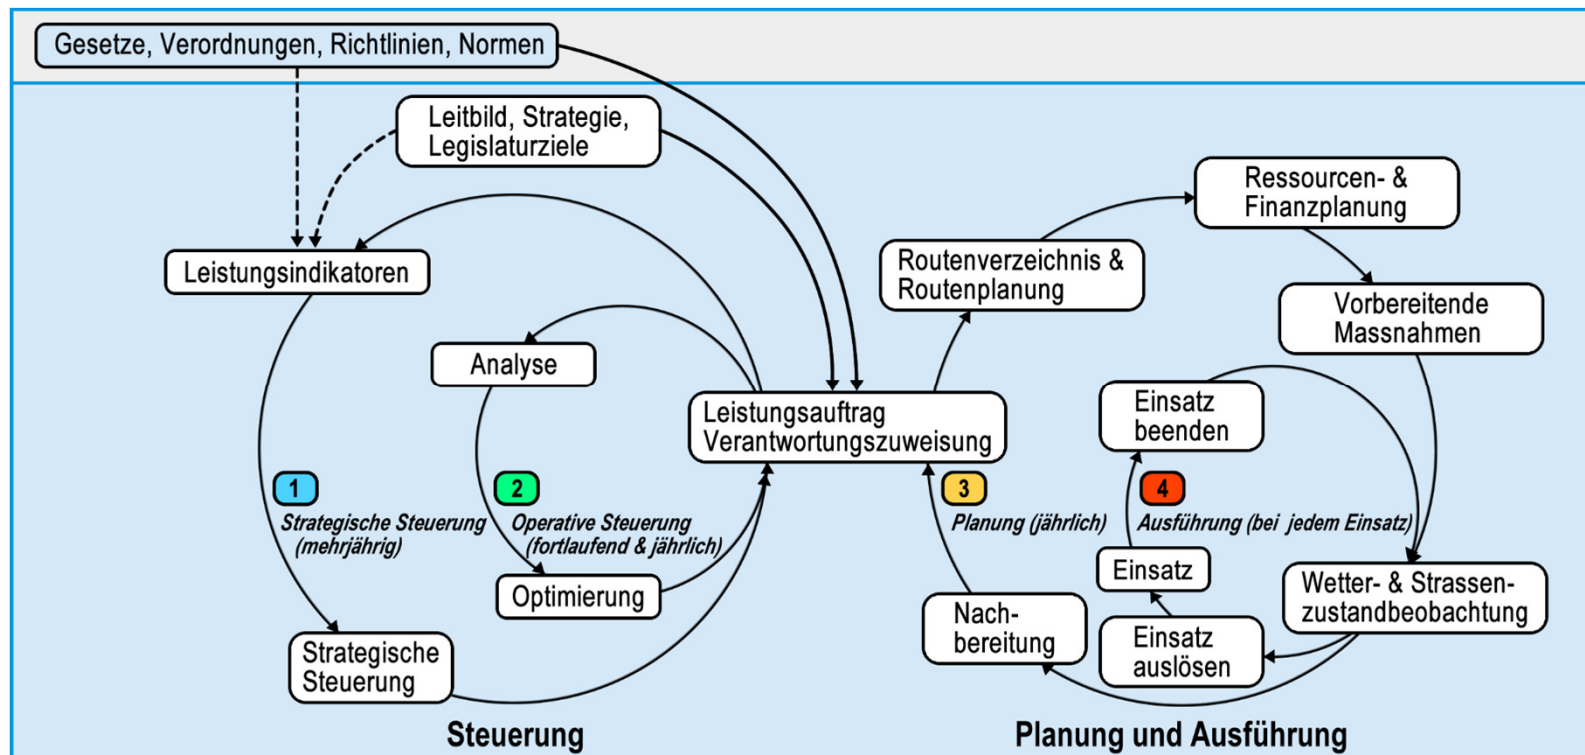 Gesetze, Verordnungen, Richtlinien, Normen
Leitbild, Strategie,
Legislaturziele
Leistungsindikatoren
Analyse
Leistungsauftrag
Verantwortungszuweisung
1
Strategische Steuerung
(mehrjährig)
2
Operative Steuerung
(fortlaufend & jährlich)
Optimierung
Strategische
Steuerung
Steuerung
Routenverzeichnis &
Routenplanung
Ressourcen- &
Finanzplanung
Vorbereitende
Massnahmen
Einsatz
beenden
3
Planung (jährlich)
4
Ausführung (bei jedem Einsatz)
Einsatz
Wetter- & Strassen-
zustandbeobachtung
Nach-
bereitung
Einsatz
auslösen
Planung und Ausführung